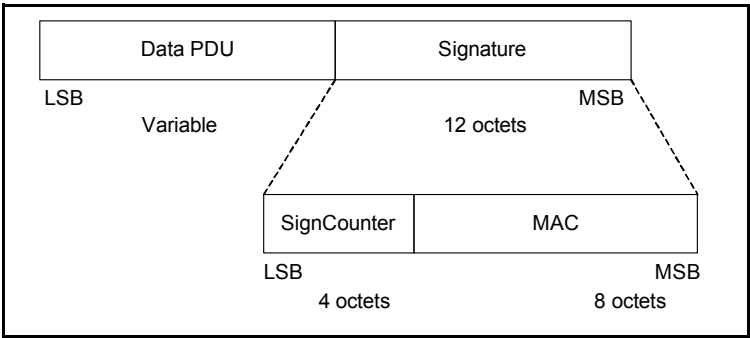 Data PDU Signature
LSB MSB
Variable 12 octets
SignCounter MAC
LSB MSB
4 octets 8 octets